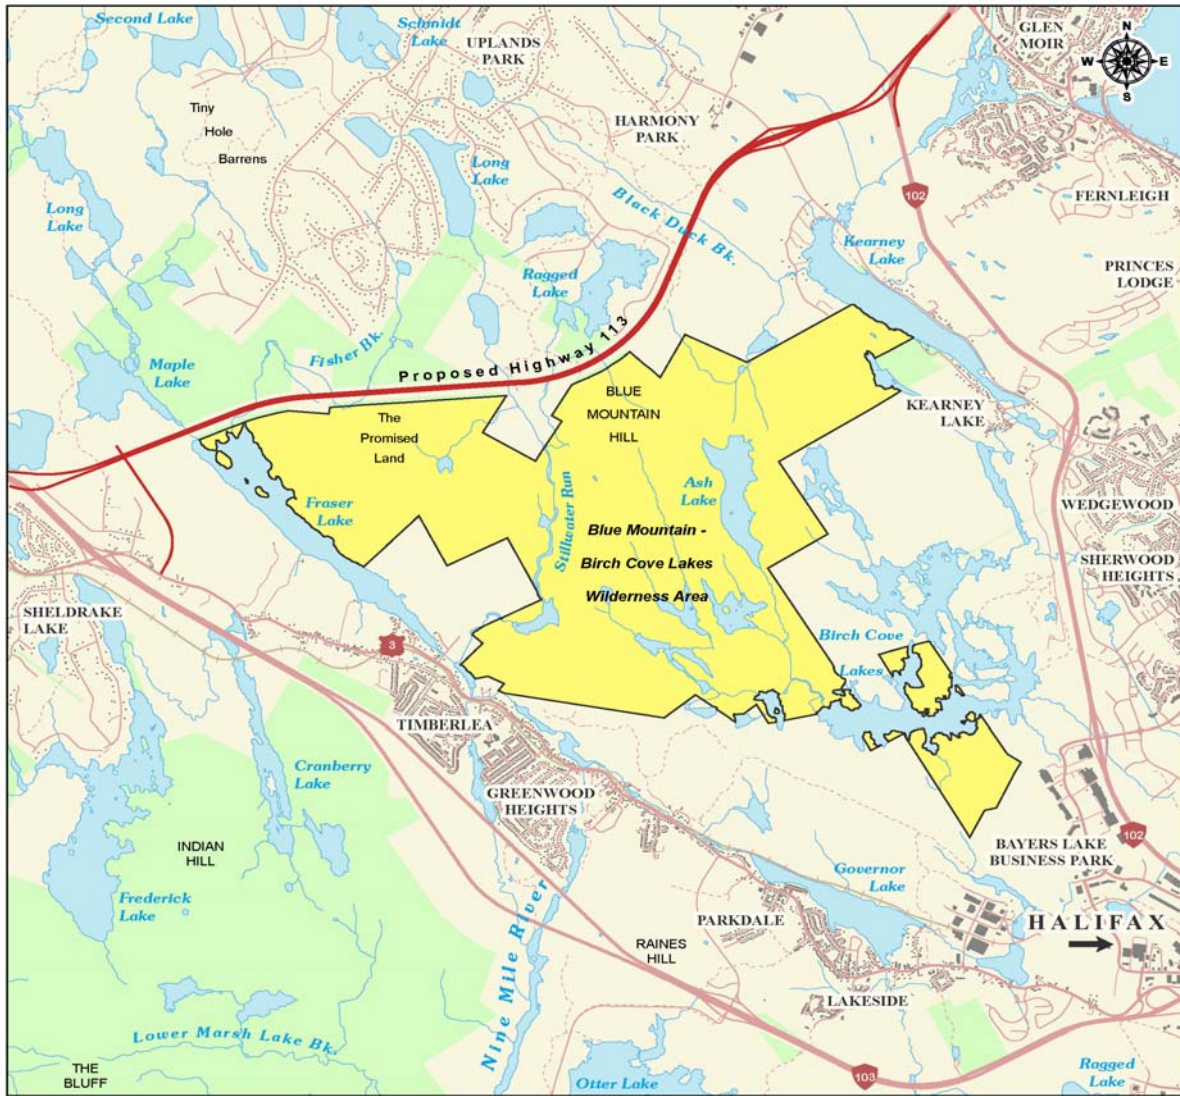 Second Lake
Schmidt
Lake
UPLANDS
PARK
GLEN
MOIR
N
W
E
S
Tiny
Hole
Barrens
HARMONY
PARK
Long
Lake
Long
Lake
Black Duck Bk.
102
FERNLEIGH
Kearney
Lake
PRINCES
LODGE
Ragged
Lake
Maple
Lake
Fisher Bk.
Proposed Highway 113
BLUE
MOUNTAIN
HILL
The
Promised
Land
KEARNEY
LAKE
Fraser
Lake
Stillwater Run
Ash
Lake
WEDGEWOOD
Blue Mountain -
Birch Cove Lakes
Wilderness Area
SHERWOOD
HEIGHTS
SHELDRAKE
LAKE
3
Birch Cove
Lakes
TIMBERLEA
Cranberry
Lake
GREENWOOD
HEIGHTS
INDIAN
HILL
102
BAYERS LAKE
BUSINESS PARK
Governor
Lake
Frederick
Lake
PARKDALE
HALIFAX
RAINES
HILL
Nine Mile River
LAKESIDE
Lower Marsh Lake Bk.
THE
BLUFF
Otter Lake
103
Ragged
Lake